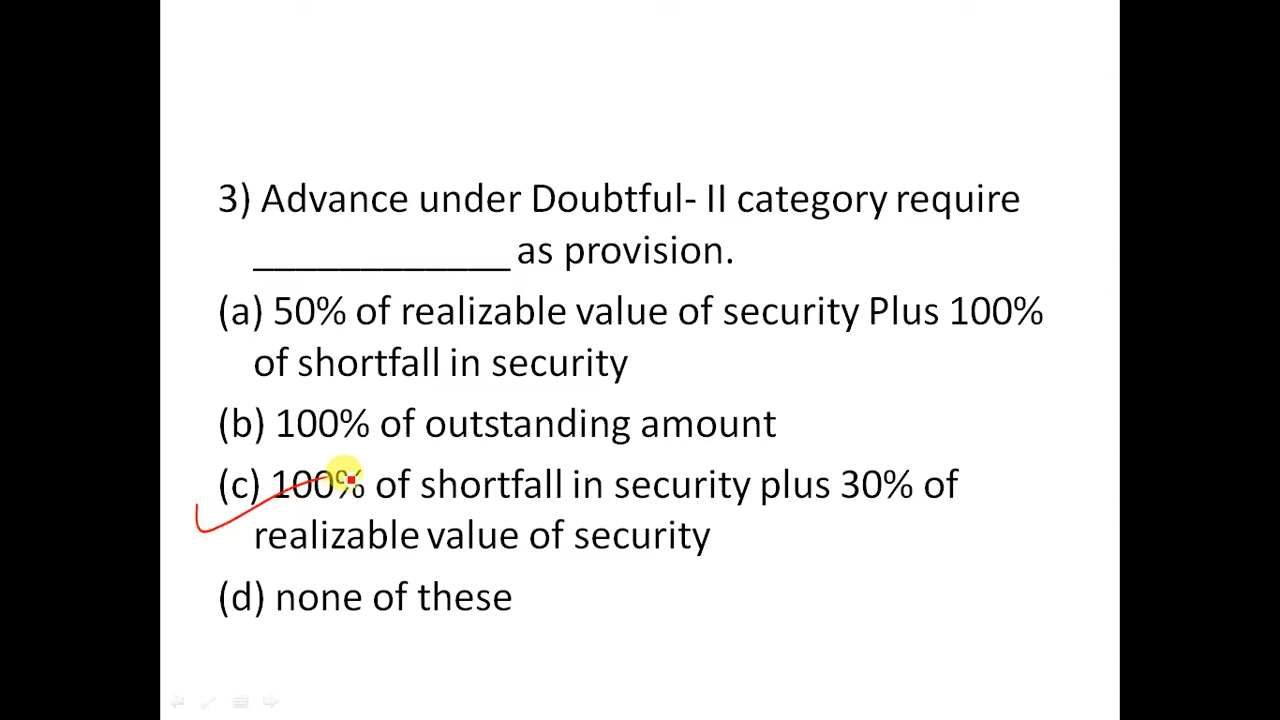 3) Advance under Doubtful- II category require
____________ as provision.
(a) 50% of realizable value of security Plus 100%
of shortfall in security
(b) 100% of outstanding amount
(c) 100% of shortfall in security plus 30% of
realizable value of security
(d) none of these